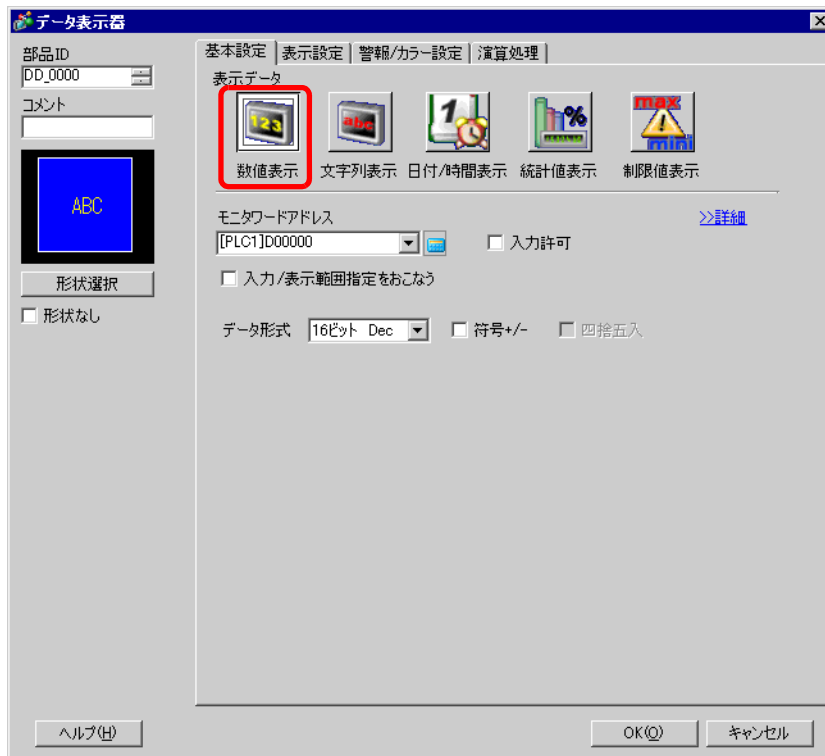 データ表示器
部品ID
DD_0000
コメント
ABC
形状選択
形状なし
基本設定 表示設定 警報/カラー設定 演算処理
表示データ
123 abc 1 % max mini
数値表示 文字列表示 日付/時間表示 統計値表示 制限値表示
モニタワードアドレス >>詳細
[PLC1]D00000 入力許可
入力/表示範囲指定をおこなう
データ形式 16ビット Dec 符号+/- 四捨五入
ヘルプ(H) OK(O) キャンセル